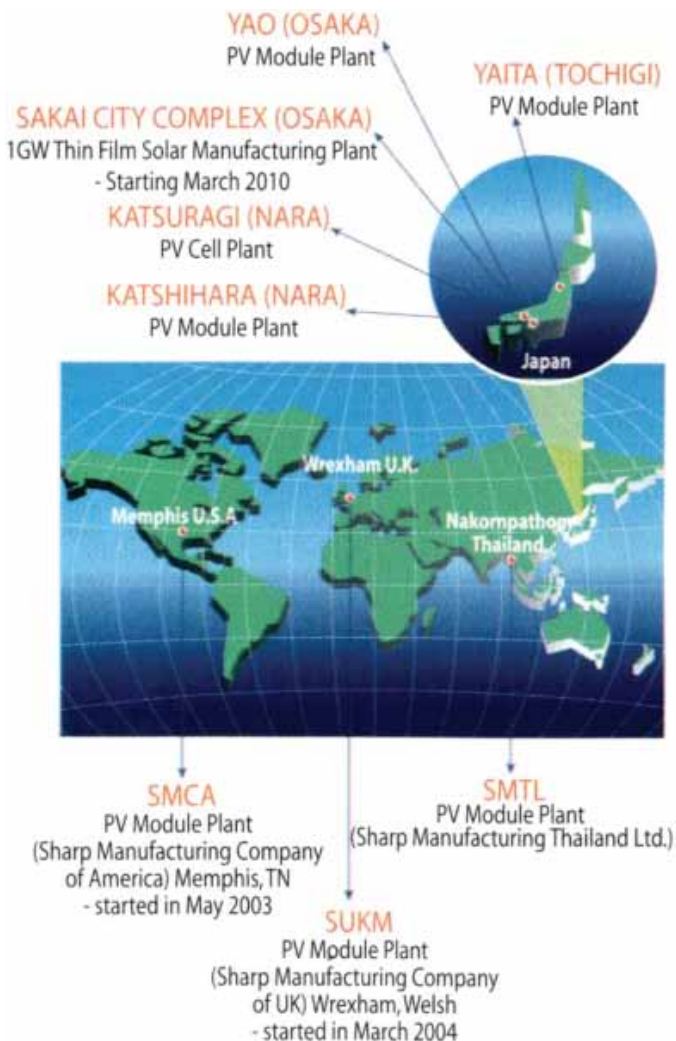 YAO (OSAKA)
PV Module Plant
YAITA (TOCHIGI)
PV Module Plant
SAKAI CITY COMPLEX (OSAKA)
1GW Thin Film Solar Manufacturing Plant
- Starting March 2010
KATSURAGI (NARA)
PV Cell Plant
KATSHIHARA (NARA)
PV Module Plant
Japan
Wrexham U.K.
Memphis U.S.A
Nakornpathom
Thailand
SMCA
PV Module Plant
(Sharp Manufacturing Company
of America) Memphis, TN
- started in May 2003
SMTL
PV Module Plant
(Sharp Manufacturing Thailand Ltd.)
SUKM
PV Module Plant
(Sharp Manufacturing Company
of UK) Wrexham, Welsh
- started in March 2004